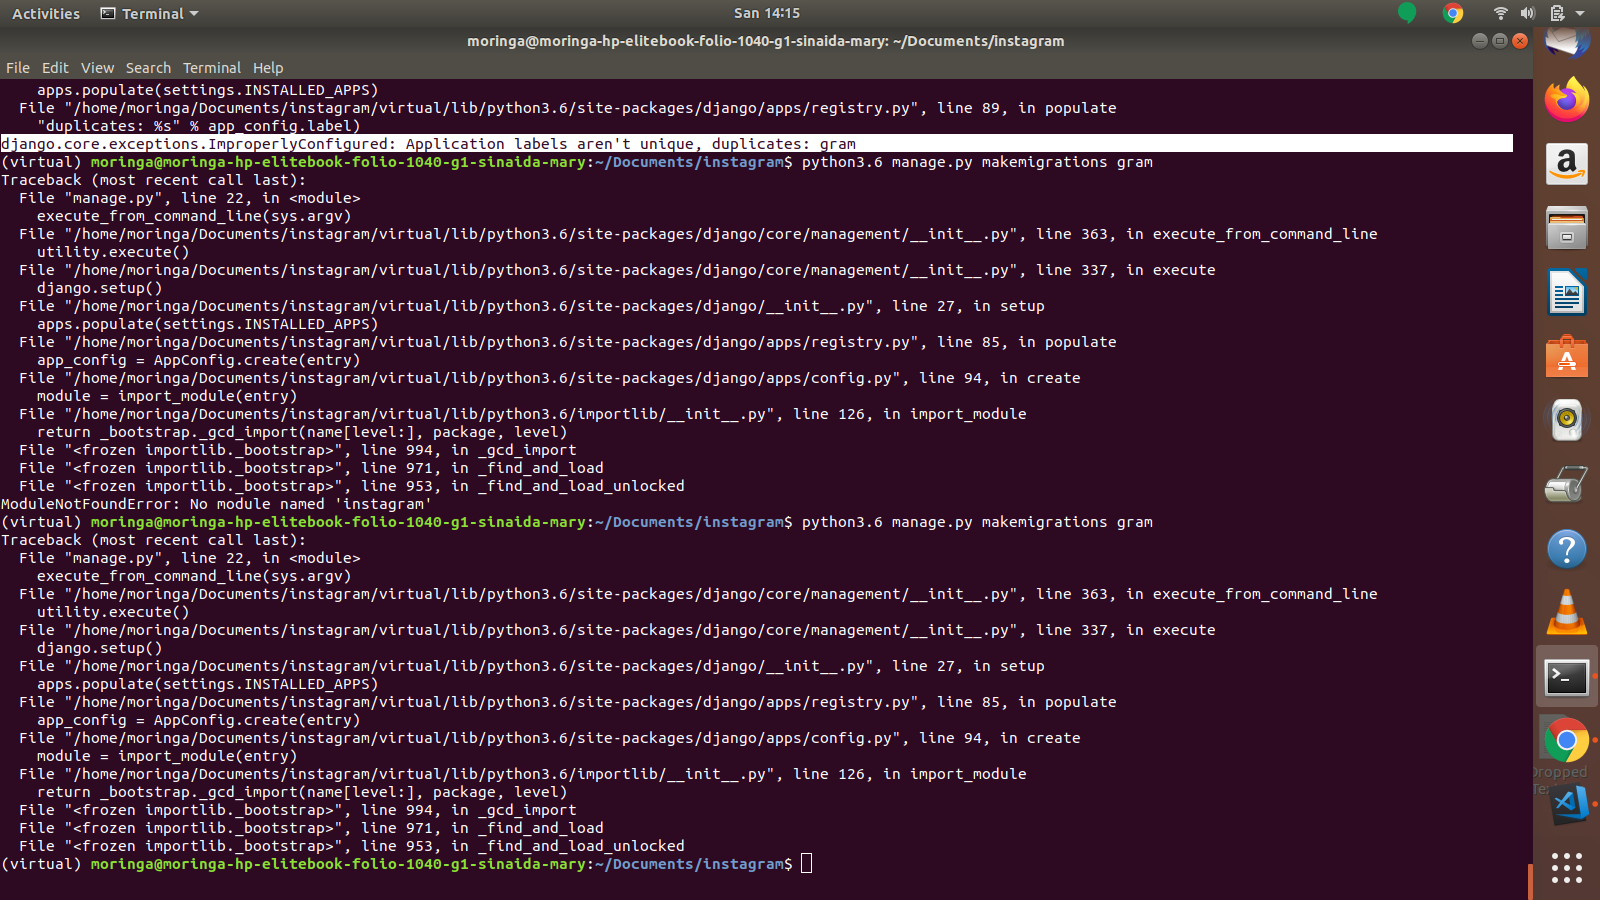 Activities Terminal San 14:15
moringa@moringa-hp-elitebook-folio-1040-g1-sinaida-mary: ~/Documents/instagram
File Edit View Search Terminal Help
    apps.populate(settings.INSTALLED_APPS)
  File "/home/moringa/Documents/instagram/virtual/lib/python3.6/site-packages/django/apps/registry.py", line 89, in populate
    "duplicates: %s" % app_config.label)
django.core.exceptions.ImproperlyConfigured: Application labels aren't unique, duplicates: gram
(virtual) moringa@moringa-hp-elitebook-folio-1040-g1-sinaida-mary:~/Documents/instagram$ python3.6 manage.py makemigrations gram
Traceback (most recent call last):
  File "manage.py", line 22, in <module>
    execute_from_command_line(sys.argv)
  File "/home/moringa/Documents/instagram/virtual/lib/python3.6/site-packages/django/core/management/__init__.py", line 363, in execute_from_command_line
    utility.execute()
  File "/home/moringa/Documents/instagram/virtual/lib/python3.6/site-packages/django/core/management/__init__.py", line 337, in execute
    django.setup()
  File "/home/moringa/Documents/instagram/virtual/lib/python3.6/site-packages/django/__init__.py", line 27, in setup
    apps.populate(settings.INSTALLED_APPS)
  File "/home/moringa/Documents/instagram/virtual/lib/python3.6/site-packages/django/apps/registry.py", line 85, in populate
    app_config = AppConfig.create(entry)
  File "/home/moringa/Documents/instagram/virtual/lib/python3.6/site-packages/django/apps/config.py", line 94, in create
    module = import_module(entry)
  File "/home/moringa/Documents/instagram/virtual/lib/python3.6/importlib/__init__.py", line 126, in import_module
    return _bootstrap._gcd_import(name[level:], package, level)
  File "<frozen importlib._bootstrap>", line 994, in _gcd_import
  File "<frozen importlib._bootstrap>", line 971, in _find_and_load
  File "<frozen importlib._bootstrap>", line 953, in _find_and_load_unlocked
ModuleNotFoundError: No module named 'instagram'
(virtual) moringa@moringa-hp-elitebook-folio-1040-g1-sinaida-mary:~/Documents/instagram$ python3.6 manage.py makemigrations gram
Traceback (most recent call last):
  File "manage.py", line 22, in <module>
    execute_from_command_line(sys.argv)
  File "/home/moringa/Documents/instagram/virtual/lib/python3.6/site-packages/django/core/management/__init__.py", line 363, in execute_from_command_line
    utility.execute()
  File "/home/moringa/Documents/instagram/virtual/lib/python3.6/site-packages/django/core/management/__init__.py", line 337, in execute
    django.setup()
  File "/home/moringa/Documents/instagram/virtual/lib/python3.6/site-packages/django/__init__.py", line 27, in setup
    apps.populate(settings.INSTALLED_APPS)
  File "/home/moringa/Documents/instagram/virtual/lib/python3.6/site-packages/django/apps/registry.py", line 85, in populate
    app_config = AppConfig.create(entry)
  File "/home/moringa/Documents/instagram/virtual/lib/python3.6/site-packages/django/apps/config.py", line 94, in create
    module = import_module(entry)
  File "/home/moringa/Documents/instagram/virtual/lib/python3.6/importlib/__init__.py", line 126, in import_module
    return _bootstrap._gcd_import(name[level:], package, level)
  File "<frozen importlib._bootstrap>", line 994, in _gcd_import
  File "<frozen importlib._bootstrap>", line 971, in _find_and_load
  File "<frozen importlib._bootstrap>", line 953, in _find_and_load_unlocked
(virtual) moringa@moringa-hp-elitebook-folio-1040-g1-sinaida-mary:~/Documents/instagram$
Dropped